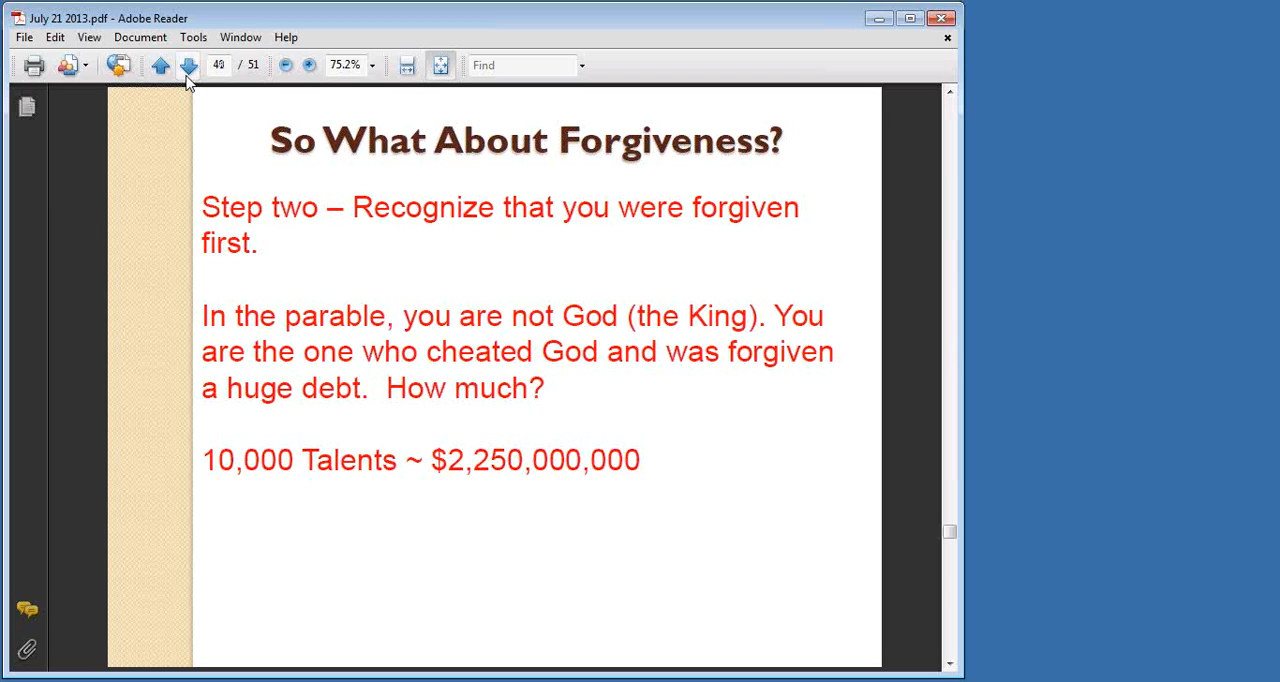 July 21 2013.pdf - Adobe Reader
File Edit View Document Tools Window Help
/ 51 75.2% Find
So What About Forgiveness?
Step two – Recognize that you were forgiven
first.
In the parable, you are not God (the King). You
are the one who cheated God and was forgiven
a huge debt.  How much?
10,000 Talents ~ $2,250,000,000